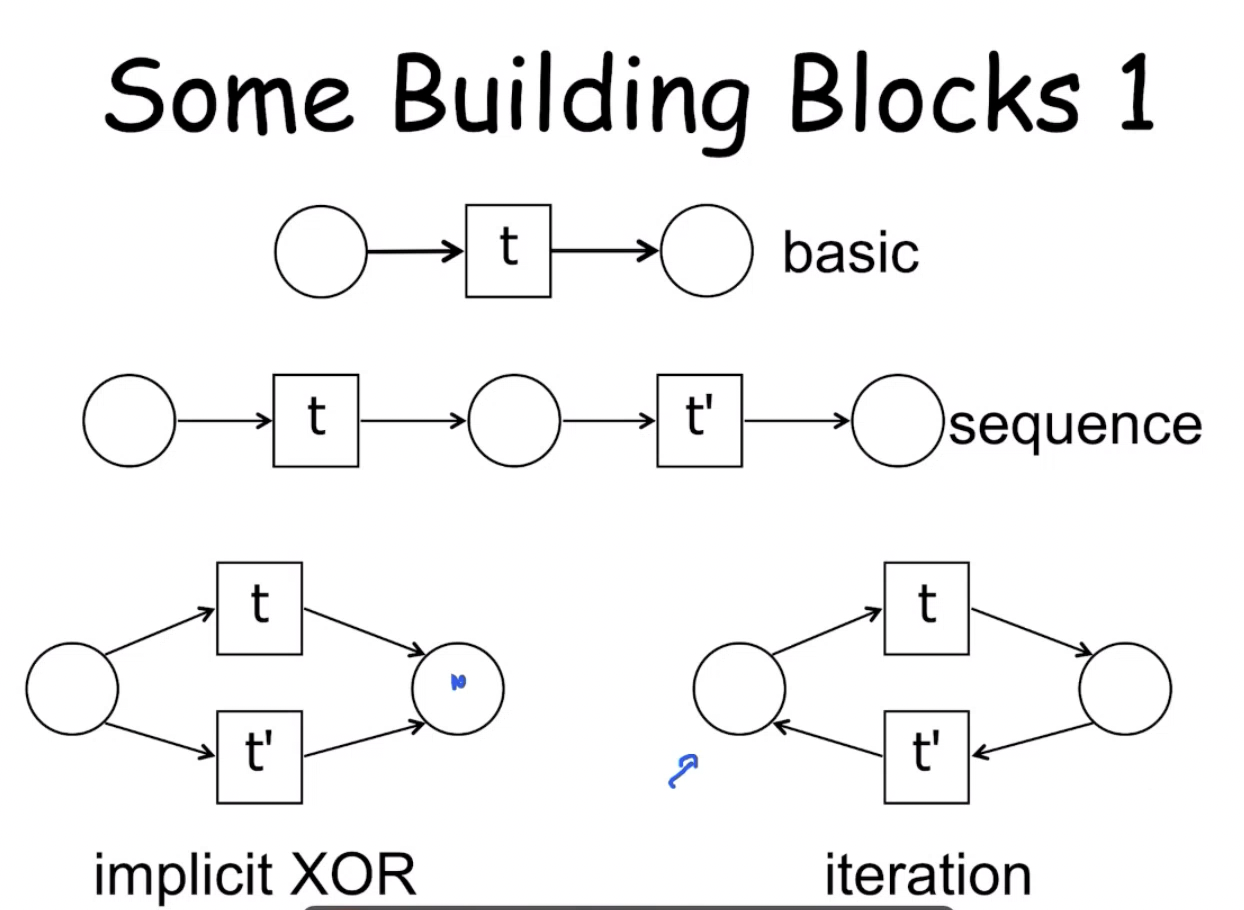 Some Building Blocks 1
t basic
t t' sequence
t t
t' t'
implicit XOR iteration